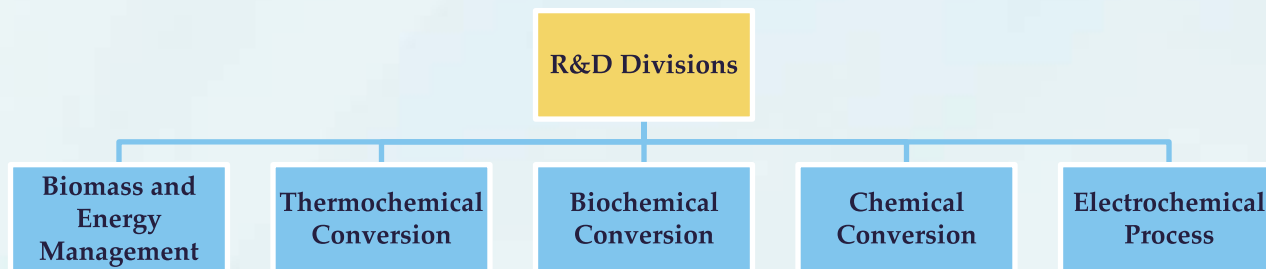 R&D Divisions
Biomass and
Energy
Management
Thermochemical
Conversion
Biochemical
Conversion
Chemical
Conversion
Electrochemical
Process